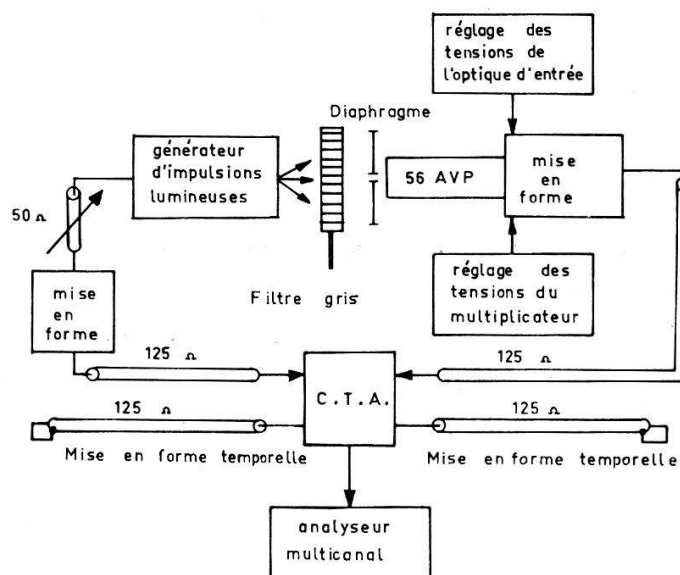 réglage des
tensions de
l'optique d'entrée
Diaphragme
générateur
d'impulsions
lumineuses
56 AVP
mise
en
forme
50 Ω
Filtre gris
réglage des
tensions du
multiplicateur
mise
en
forme
125 Ω
125 Ω
C.T.A.
125 Ω
125 Ω
Mise en forme temporelle
Mise en forme temporelle
analyseur
multicanal